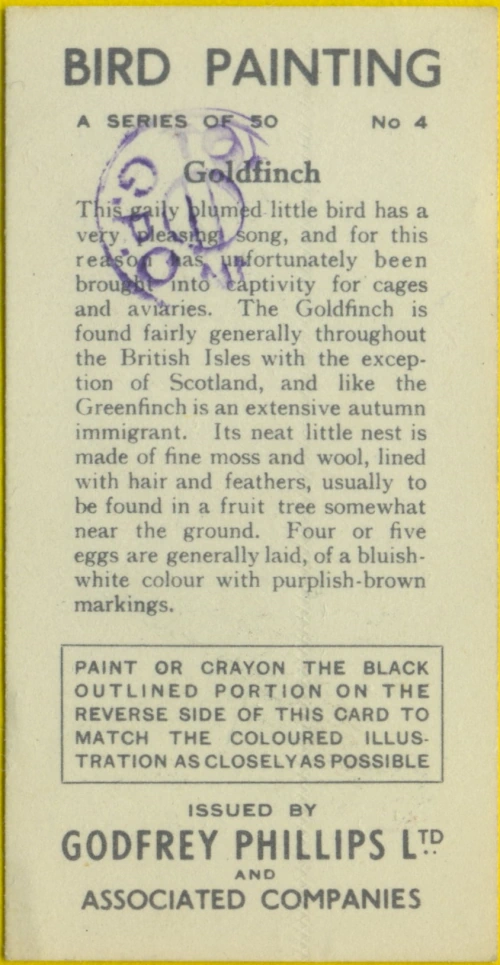 BIRD PAINTING
A SERIES OF 50 No 4
Goldfinch
This gaily plumed little bird has a
very pleasing song, and for this
reason has unfortunately been
brought into captivity for cages
and aviaries. The Goldfinch is
found fairly generally throughout
the British Isles with the excep-
tion of Scotland, and like the
Greenfinch is an extensive autumn
immigrant. Its neat little nest is
made of fine moss and wool, lined
with hair and feathers, usually to
be found in a fruit tree somewhat
near the ground. Four or five
eggs are generally laid, of a bluish-
white colour with purplish-brown
markings.
PAINT OR CRAYON THE BLACK
OUTLINED PORTION ON THE
REVERSE SIDE OF THIS CARD TO
MATCH THE COLOURED ILLUS-
TRATION AS CLOSELY AS POSSIBLE
ISSUED BY
GODFREY PHILLIPS LTD
AND
ASSOCIATED COMPANIES
G.P.O